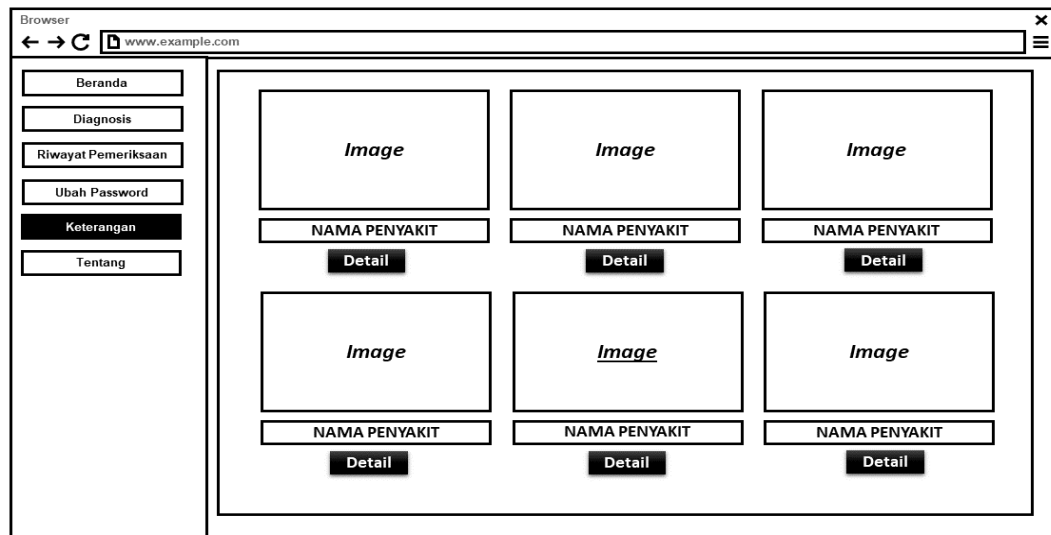 Browser
www.example.com
Beranda
Diagnosis
Riwayat Pemeriksaan
Ubah Password
Keterangan
Tentang
Image Image Image
NAMA PENYAKIT NAMA PENYAKIT NAMA PENYAKIT
Detail Detail Detail
Image Image Image
NAMA PENYAKIT NAMA PENYAKIT NAMA PENYAKIT
Detail Detail Detail